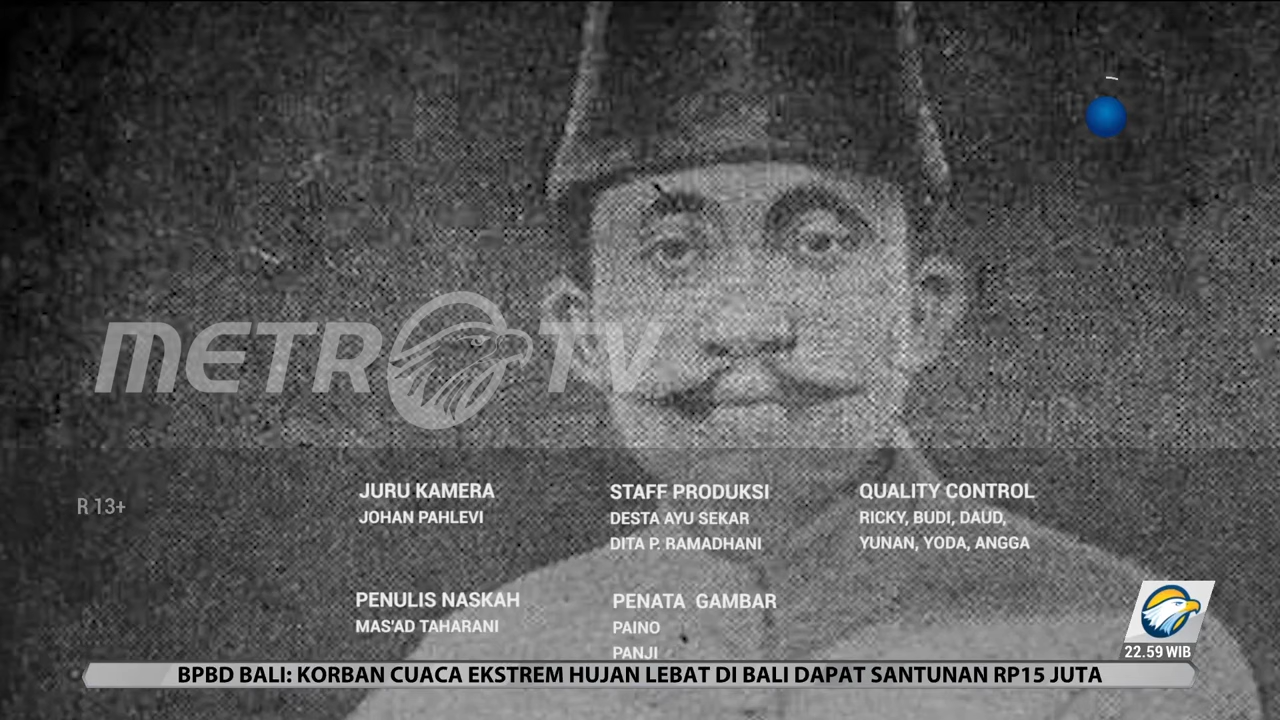 METRO TV
R 13+
JURU KAMERA
JOHAN PAHLEVI
STAFF PRODUKSI
DESTA AYU SEKAR
DITA P. RAMADHANI
QUALITY CONTROL
RICKY, BUDI, DAUD,
YUNAN, YODA, ANGGA
PENULIS NASKAH
MAS'AD TAHARANI
PENATA GAMBAR
PAINO
PANJI
22.59 WIB
BPBD BALI: KORBAN CUACA EKSTREM HUJAN LEBAT DI BALI DAPAT SANTUNAN RP15 JUTA